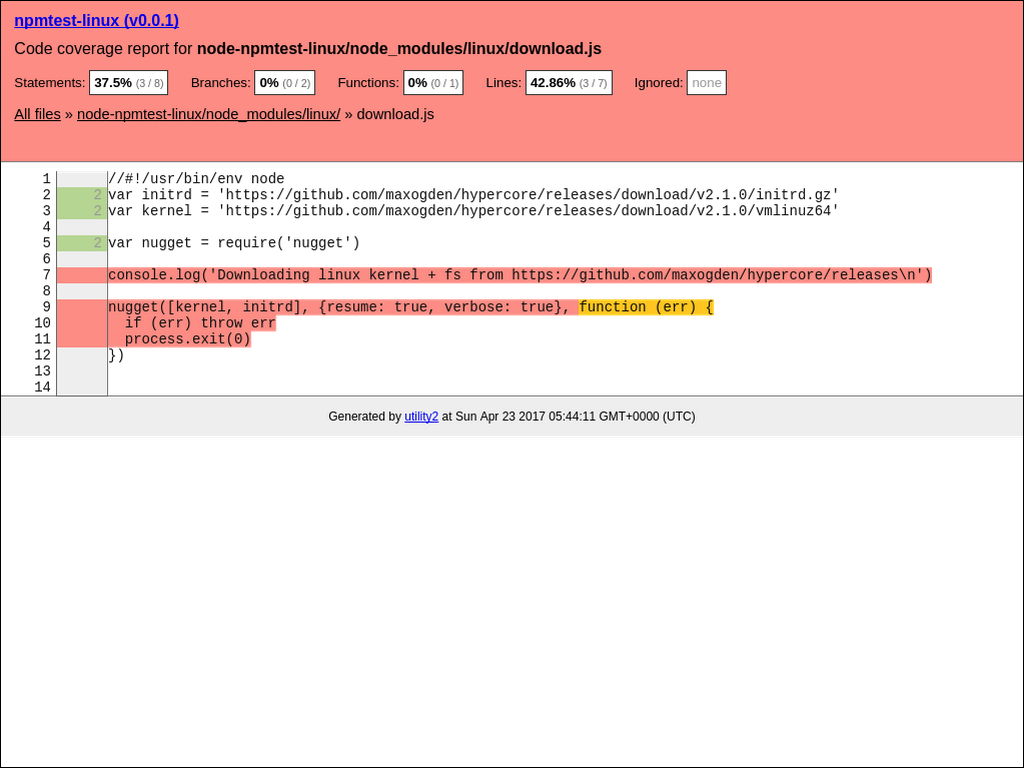 npmtest-linux (v0.0.1)
Code coverage report for node-npmtest-linux/node_modules/linux/download.js
Statements: 37.5% (3 / 8) Branches: 0% (0 / 2) Functions: 0% (0 / 1) Lines: 42.86% (3 / 7) Ignored: none
All files » node-npmtest-linux/node_modules/linux/ » download.js
1 //#!/usr/bin/env node
2 2 var initrd = 'https://github.com/maxogden/hypercore/releases/download/v2.1.0/initrd.gz'
3 2 var kernel = 'https://github.com/maxogden/hypercore/releases/download/v2.1.0/vmlinuz64'
4
5 2 var nugget = require('nugget')
6
7 console.log('Downloading linux kernel + fs from https://github.com/maxogden/hypercore/releases\n')
8
9 nugget([kernel, initrd], {resume: true, verbose: true}, function (err) {
10 if (err) throw err
11 process.exit(0)
12 })
13
14
Generated by utility2 at Sun Apr 23 2017 05:44:11 GMT+0000 (UTC)